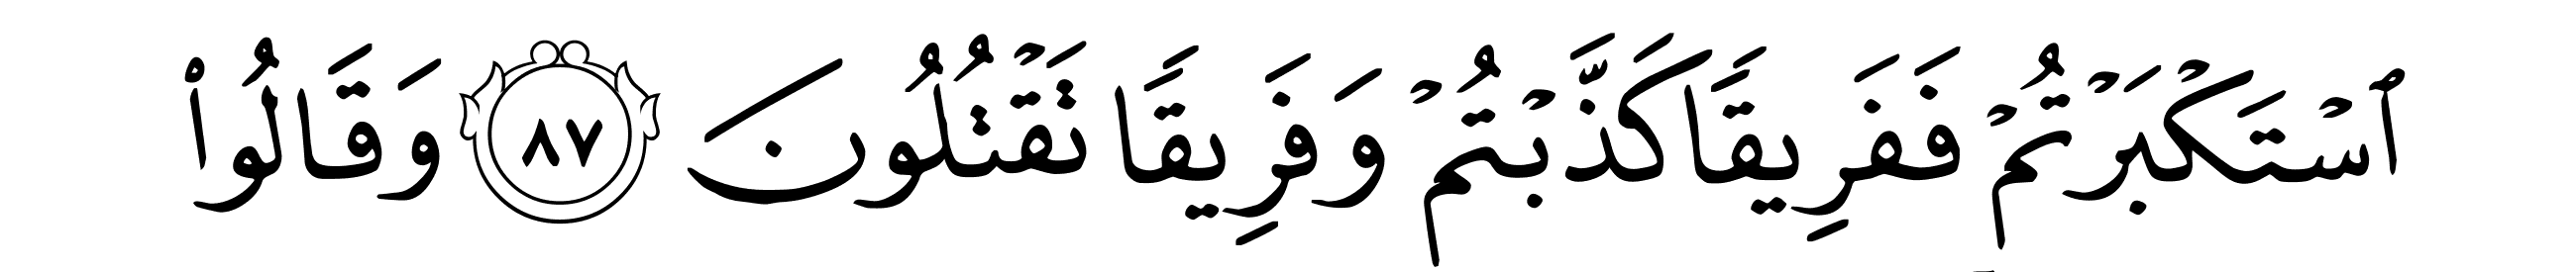 ٱسْتَكْبَرْتُمْ فَفَرِيقًا كَذَّبْتُمْ وَفَرِيقًا تَقْتُلُونَ ٨٧ وَقَالُوا۟